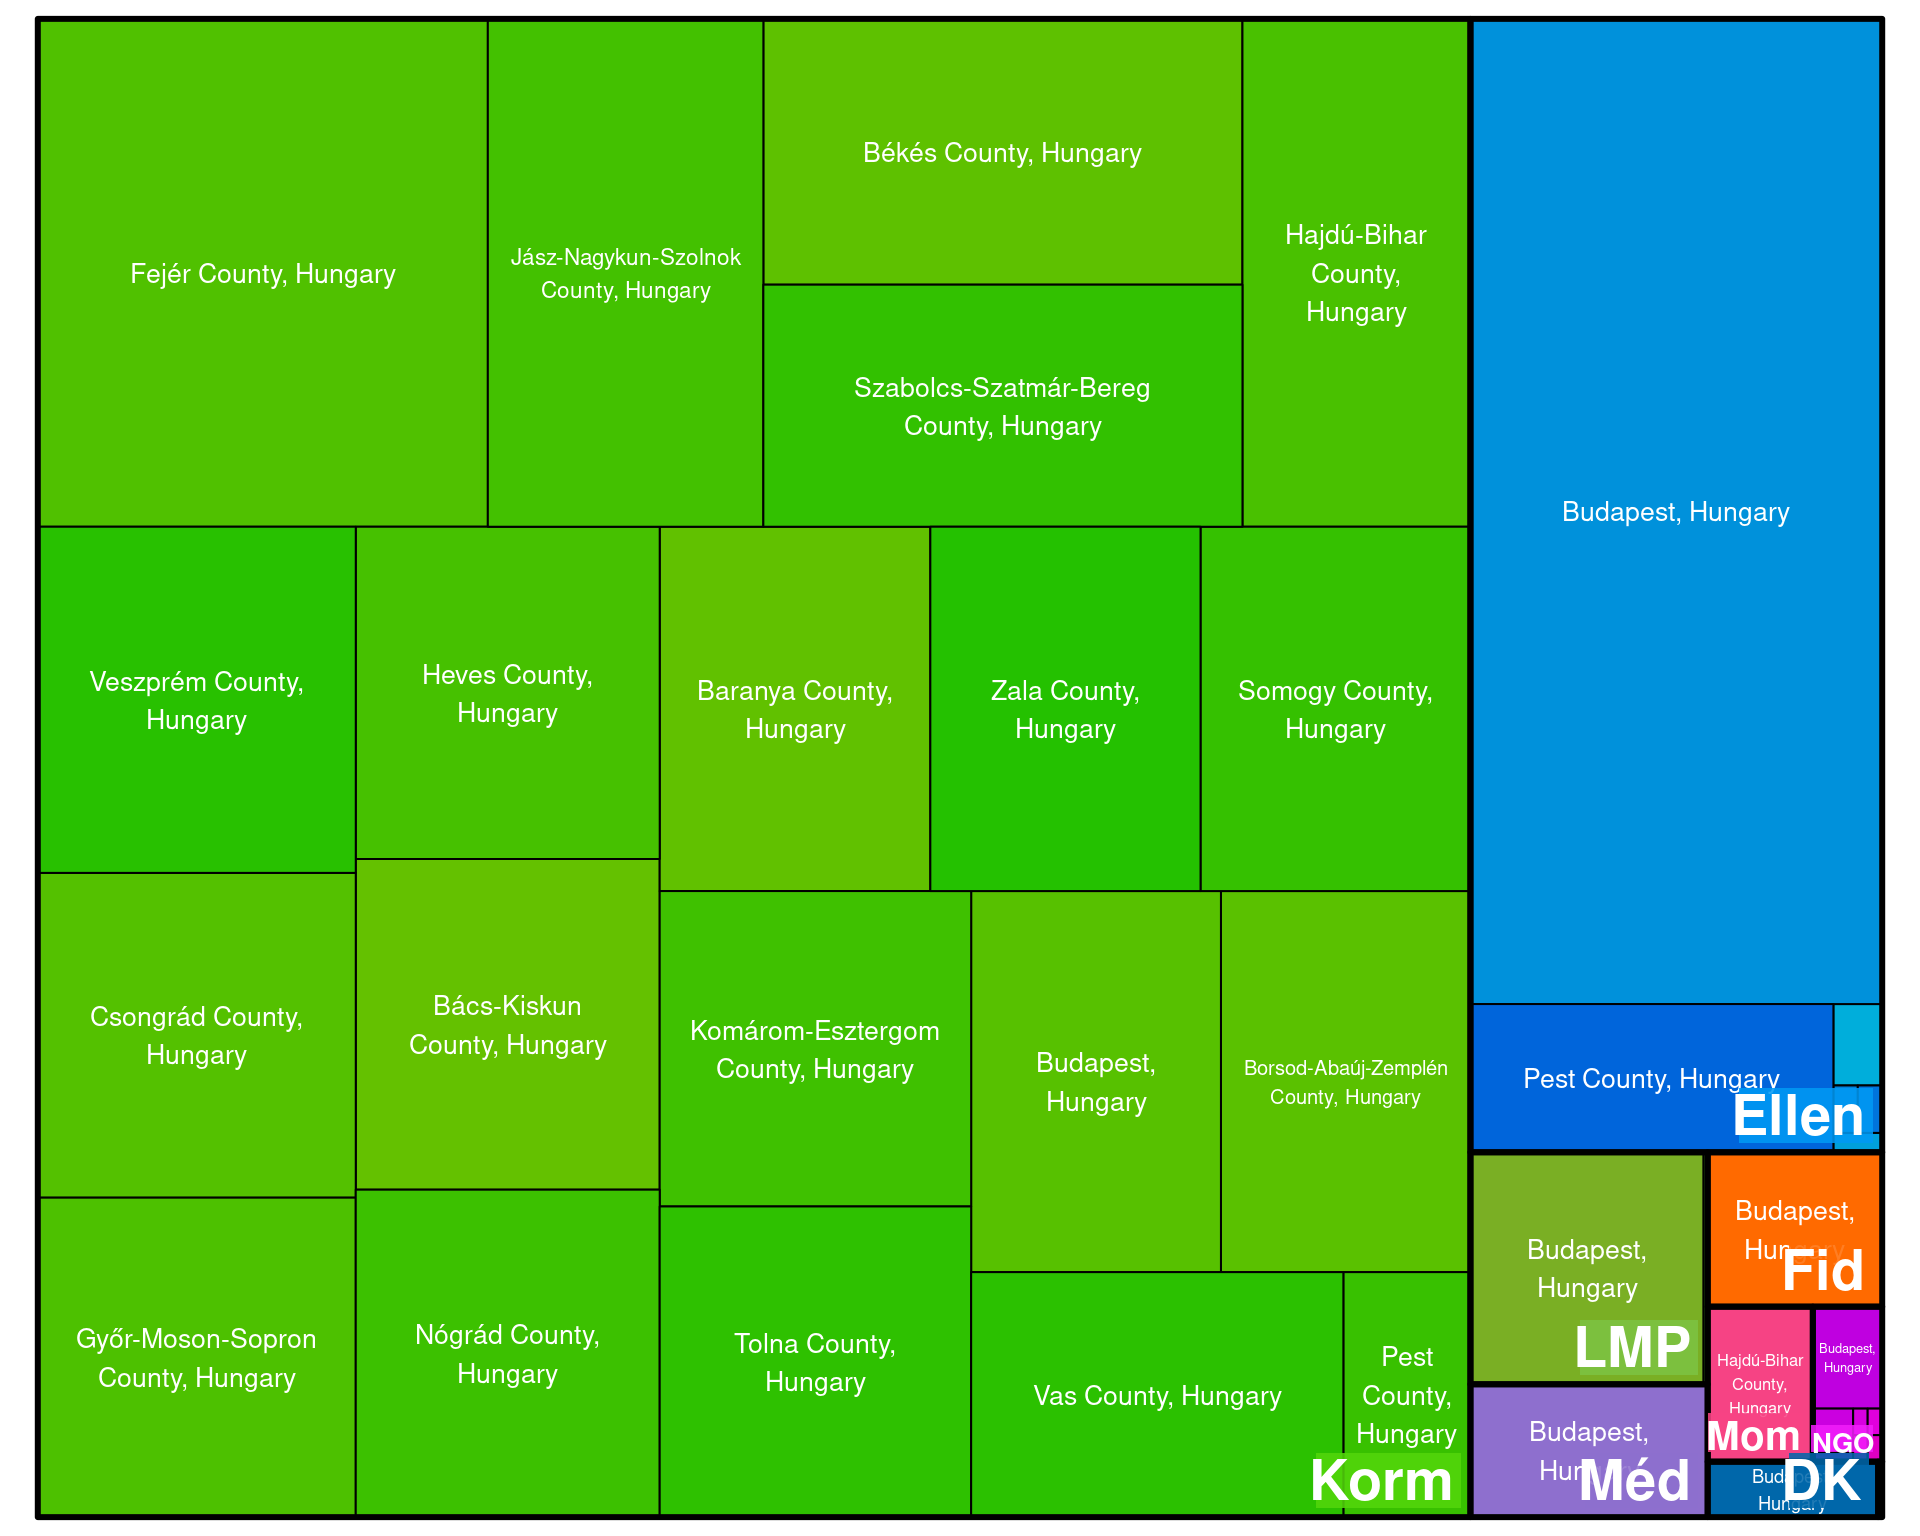 Fejér County, Hungary
Jász-Nagykun-Szolnok
County, Hungary
Békés County, Hungary
Szabolcs-Szatmár-Bereg
County, Hungary
Hajdú-Bihar
County,
Hungary
Veszprém County,
Hungary
Heves County,
Hungary
Baranya County,
Hungary
Zala County,
Hungary
Somogy County,
Hungary
Csongrád County,
Hungary
Bács-Kiskun
County, Hungary
Komárom-Esztergom
County, Hungary
Budapest,
Hungary
Borsod-Abaúj-Zemplén
County, Hungary
Győr-Moson-Sopron
County, Hungary
Nógrád County,
Hungary
Tolna County,
Hungary
Vas County, Hungary
Pest
County,
Hungary
Korm
Budapest, Hungary
Pest County, Hungary
Ellen
Budapest,
Hungary
LMP
Budapest,
Hungary
Fid
Budapest,
Hungary
Méd
Hajdú-Bihar
County,
Hungary
Mom
Budapest,
Hungary
NGO
Budapest,
Hungary
DK